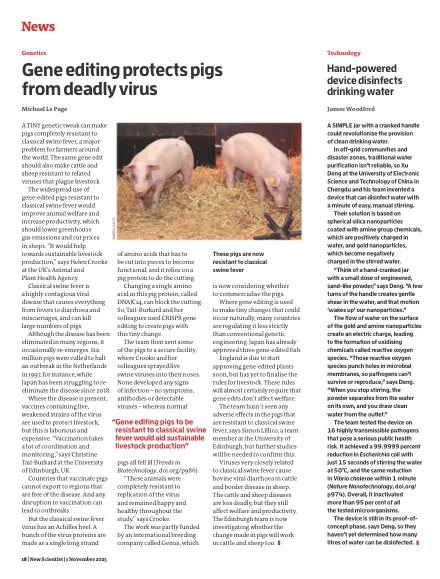 News
Genetics
Gene editing protects pigs
from deadly virus
Michael Le Page
A TINY genetic tweak can make
pigs completely resistant to
classical swine fever, a major
problem for farmers around
the world. The same gene edit
should also make cattle and
sheep resistant to related
viruses that plague livestock.
The widespread use of
gene-edited pigs resistant to
classical swine fever would
improve animal welfare and
increase productivity, which
should lower greenhouse
gas emissions and cut prices
in shops. "It would help
towards sustainable livestock
production," says Helen Crooke
at the UK's Animal and
Plant Health Agency.
Classical swine fever is
a highly contagious viral
disease that causes everything
from fevers to diarrhoea and
miscarriages, and can kill
large numbers of pigs.
Although the disease has been
eliminated in many regions, it
occasionally re-emerges. Six
million pigs were culled to halt
an outbreak in the Netherlands
in 1997, for instance, while
Japan has been struggling to re-
eliminate the disease since 2018.
Where the disease is present,
vaccines containing live,
weakened strains of the virus
are used to protect livestock,
but this is laborious and
expensive. "Vaccination takes
a lot of coordination and
monitoring," says Christine
Tait-Burkard at the University
of Edinburgh, UK.
Countries that vaccinate pigs
cannot export to regions that
are free of the disease. And any
disruption to vaccination can
lead to outbreaks.
But the classical swine fever
virus has an Achilles heel. A
bunch of the virus proteins are
made as a single long strand
of amino acids that has to
be cut into pieces to become
functional, and it relies on a
pig protein to do the cutting.
Changing a single amino
acid in this pig protein, called
DNAJC14, can block the cutting.
So, Tait-Burkard and her
colleagues used CRISPR gene
editing to create pigs with
this tiny change.
The team then sent some
of the pigs to a secure facility,
where Crooke and her
colleagues sprayed live
swine viruses into their noses.
None developed any signs
of infection – no symptoms,
antibodies or detectable
viruses – whereas normal
"Gene editing pigs to be
resistant to classical swine
fever would aid sustainable
livestock production"
pigs all fell ill (Trends in
Biotechnology, doi.org/p986).
"These animals were
completely resistant to
replication of the virus
and remained happy and
healthy throughout the
study," says Crooke.
The work was partly funded
by an international breeding
company called Genus, which
These pigs are now
resistant to classical
swine fever
is now considering whether
to commercialise the pigs.
Where gene editing is used
to make tiny changes that could
occur naturally, many countries
are regulating it less strictly
than conventional genetic
engineering. Japan has already
approved three gene-edited fish.
England is due to start
approving gene-edited plants
soon, but has yet to finalise the
rules for livestock. These rules
will almost certainly require that
gene edits don't affect welfare.
The team hasn't seen any
adverse effects in the pigs that
are resistant to classical swine
fever, says Simon Lillico, a team
member at the University of
Edinburgh, but further studies
will be needed to confirm this.
Viruses very closely related
to classical swine fever cause
bovine viral diarrhoea in cattle
and border disease in sheep.
The cattle and sheep diseases
are less deadly, but they still
affect welfare and productivity.
The Edinburgh team is now
investigating whether the
change made in pigs will work
in cattle and sheep too.
Technology
Hand-powered
device disinfects
drinking water
James Woodford
A SIMPLE jar with a cranked handle
could revolutionise the provision
of clean drinking water.
In off-grid communities and
disaster zones, traditional water
purification isn't reliable, so Xu
Deng at the University of Electronic
Science and Technology of China in
Chengdu and his team invented a
device that can disinfect water with
a minute of easy, manual stirring.
Their solution is based on
spherical silica nanoparticles
coated with amine group chemicals,
which are positively charged in
water, and gold nanoparticles,
which become negatively
charged in the stirred water.
"Think of a hand-cranked jar
with a small dose of engineered,
sand-like powder," says Deng. "A few
turns of the handle creates gentle
shear in the water, and that motion
'wakes up' our nanoparticles."
The flow of water on the surface
of the gold and amine nanoparticles
create an electric charge, leading
to the formation of oxidising
chemicals called reactive oxygen
species. "Those reactive oxygen
species punch holes in microbial
membranes, so pathogens can't
survive or reproduce," says Deng.
"When you stop stirring, the
powder separates from the water
on its own, and you draw clean
water from the outlet."
The team tested the device on
16 highly transmissible pathogens
that pose a serious public health
risk. It achieved a 99.9999 percent
reduction in Escherichia coli with
just 15 seconds of stirring the water
at 50°C, and the same reduction
in Vibrio cholerae within 1 minute
(Nature Nanotechnology, doi.org/
p974). Overall, it inactivated
more than 95 per cent of all
the tested microorganisms.
The device is still in its proof-of-
concept phase, says Deng, so they
haven't yet determined how many
litres of water can be disinfected.
18 | New Scientist | 1 November 2025